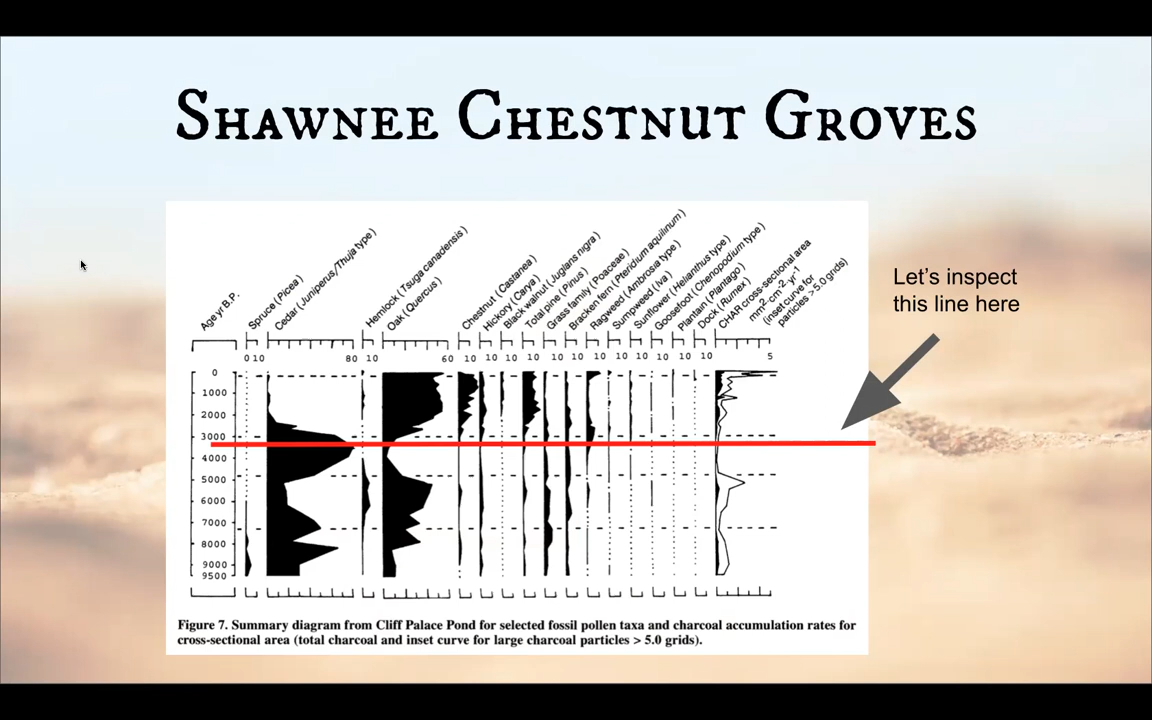 Shawnee Chestnut Groves
Let's inspect
this line here
Age yr B.P.
Spruce (Picea)
Cedar (Juniperus/Thuja type)
Hemlock (Tsuga canadensis)
Oak (Quercus)
Chestnut (Castanea)
Hickory (Carya)
Black walnut (Juglans nigra)
Total pine (Pinus)
Grass family (Poaceae)
Bracken fern (Pteridium aquilinum)
Ragweed (Ambrosia type)
Sumpweed (Iva)
Sunflower (Helianthus type)
Goosefoot (Chenopodium type)
Plantain (Plantago)
Dock (Rumex)
CHAR cross-sectional area
mm²·cm⁻²·yr⁻¹
(inset curve for
particles > 5.0 grids)
0 10 80 10 60 10 10 10 10 10 10 10 10 10 10 10 10 5
0
1000
2000
3000
4000
5000
6000
7000
8000
9000
9500
Figure 7. Summary diagram from Cliff Palace Pond for selected fossil pollen taxa and charcoal accumulation rates for
cross-sectional area (total charcoal and inset curve for large charcoal particles > 5.0 grids).